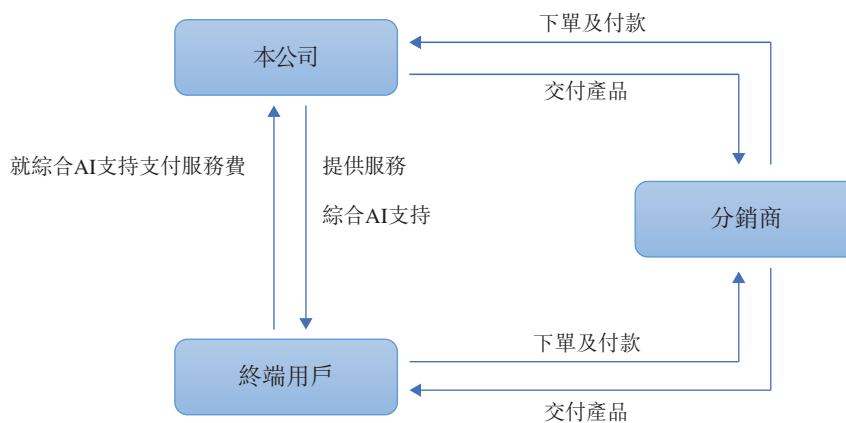 下單及付款
本公司
交付產品
就綜合AI支持支付服務費
提供服務
綜合AI支持
分銷商
下單及付款
終端用戶
交付產品